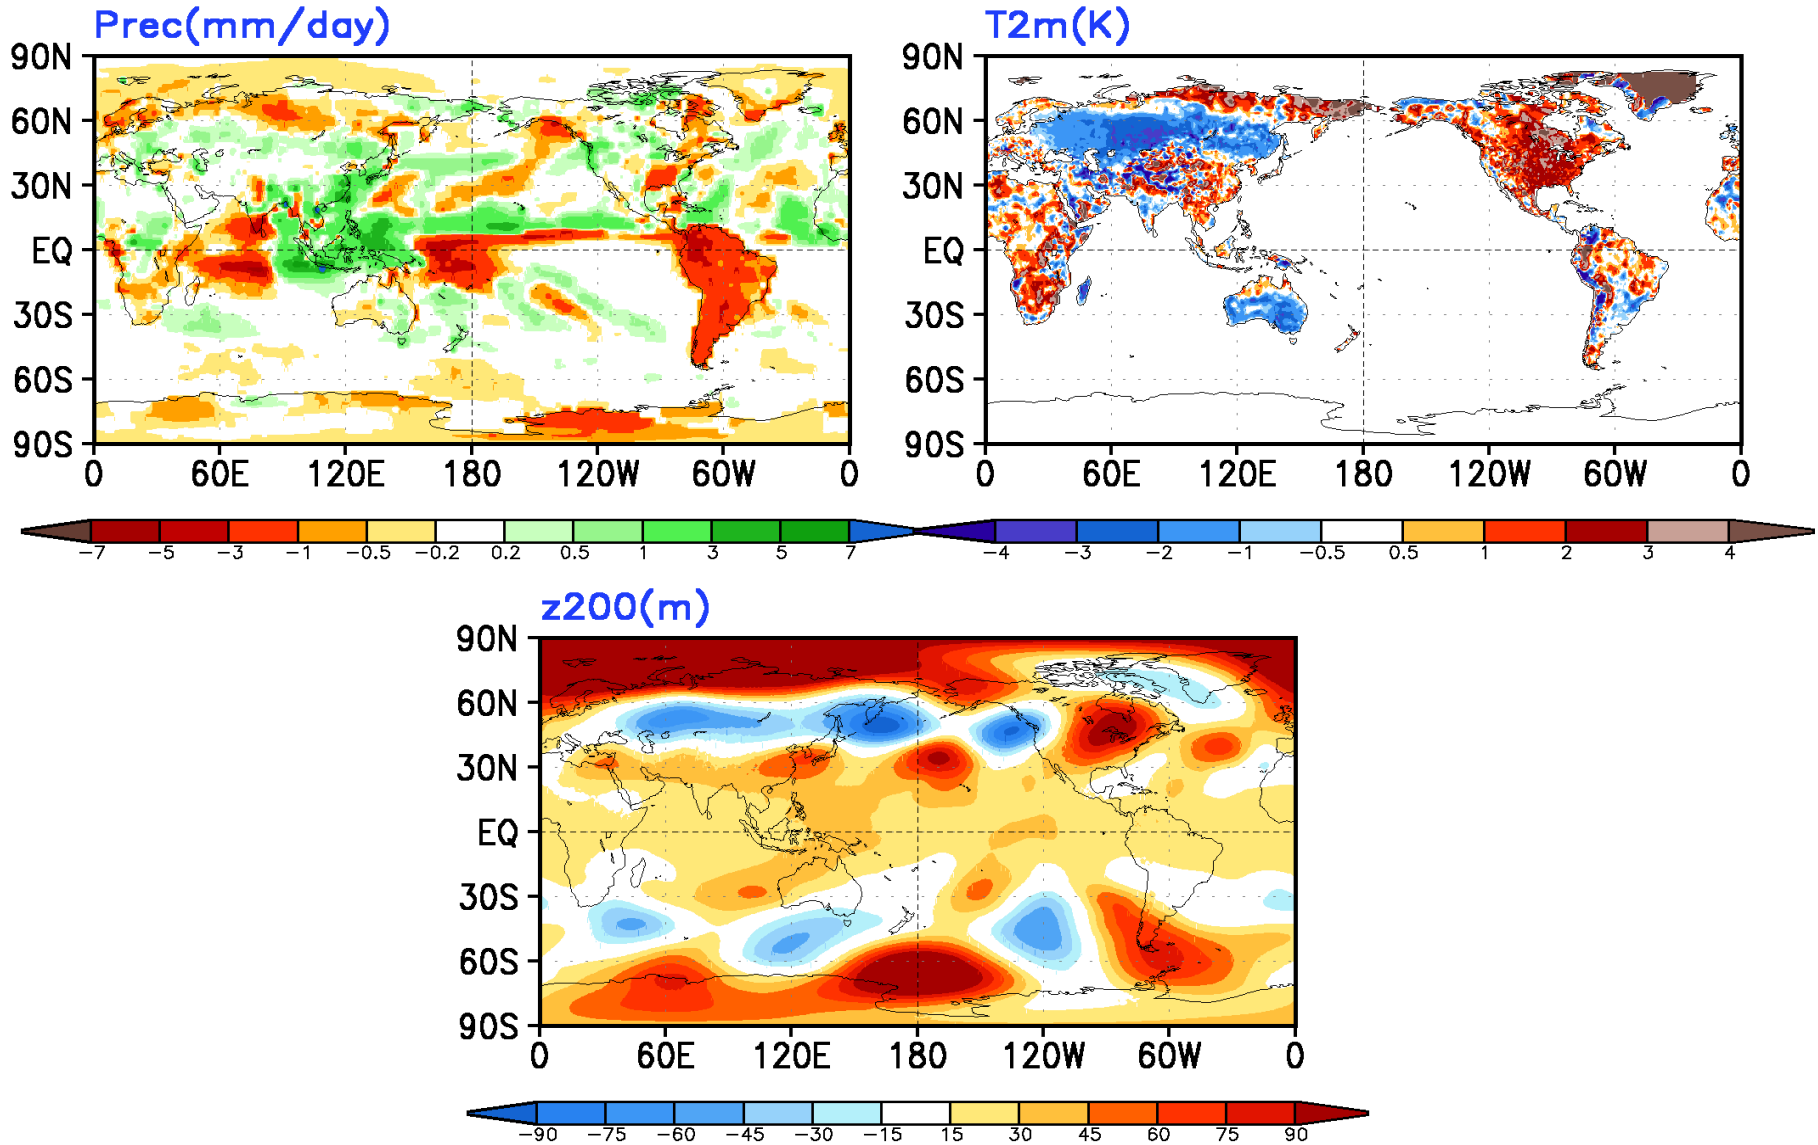 Prec(mm/day)
90N
60N
30N
EQ
30S
60S
90S
0 60E 120E 180 120W 60W 0
−7 −5 −3 −1 −0.5 −0.2 0.2 0.5 1 3 5 7
T2m(K)
90N
60N
30N
EQ
30S
60S
90S
0 60E 120E 180 120W 60W 0
−4 −3 −2 −1 −0.5 0.5 1 2 3 4
z200(m)
90N
60N
30N
EQ
30S
60S
90S
0 60E 120E 180 120W 60W 0
−90 −75 −60 −45 −30 −15 15 30 45 60 75 90